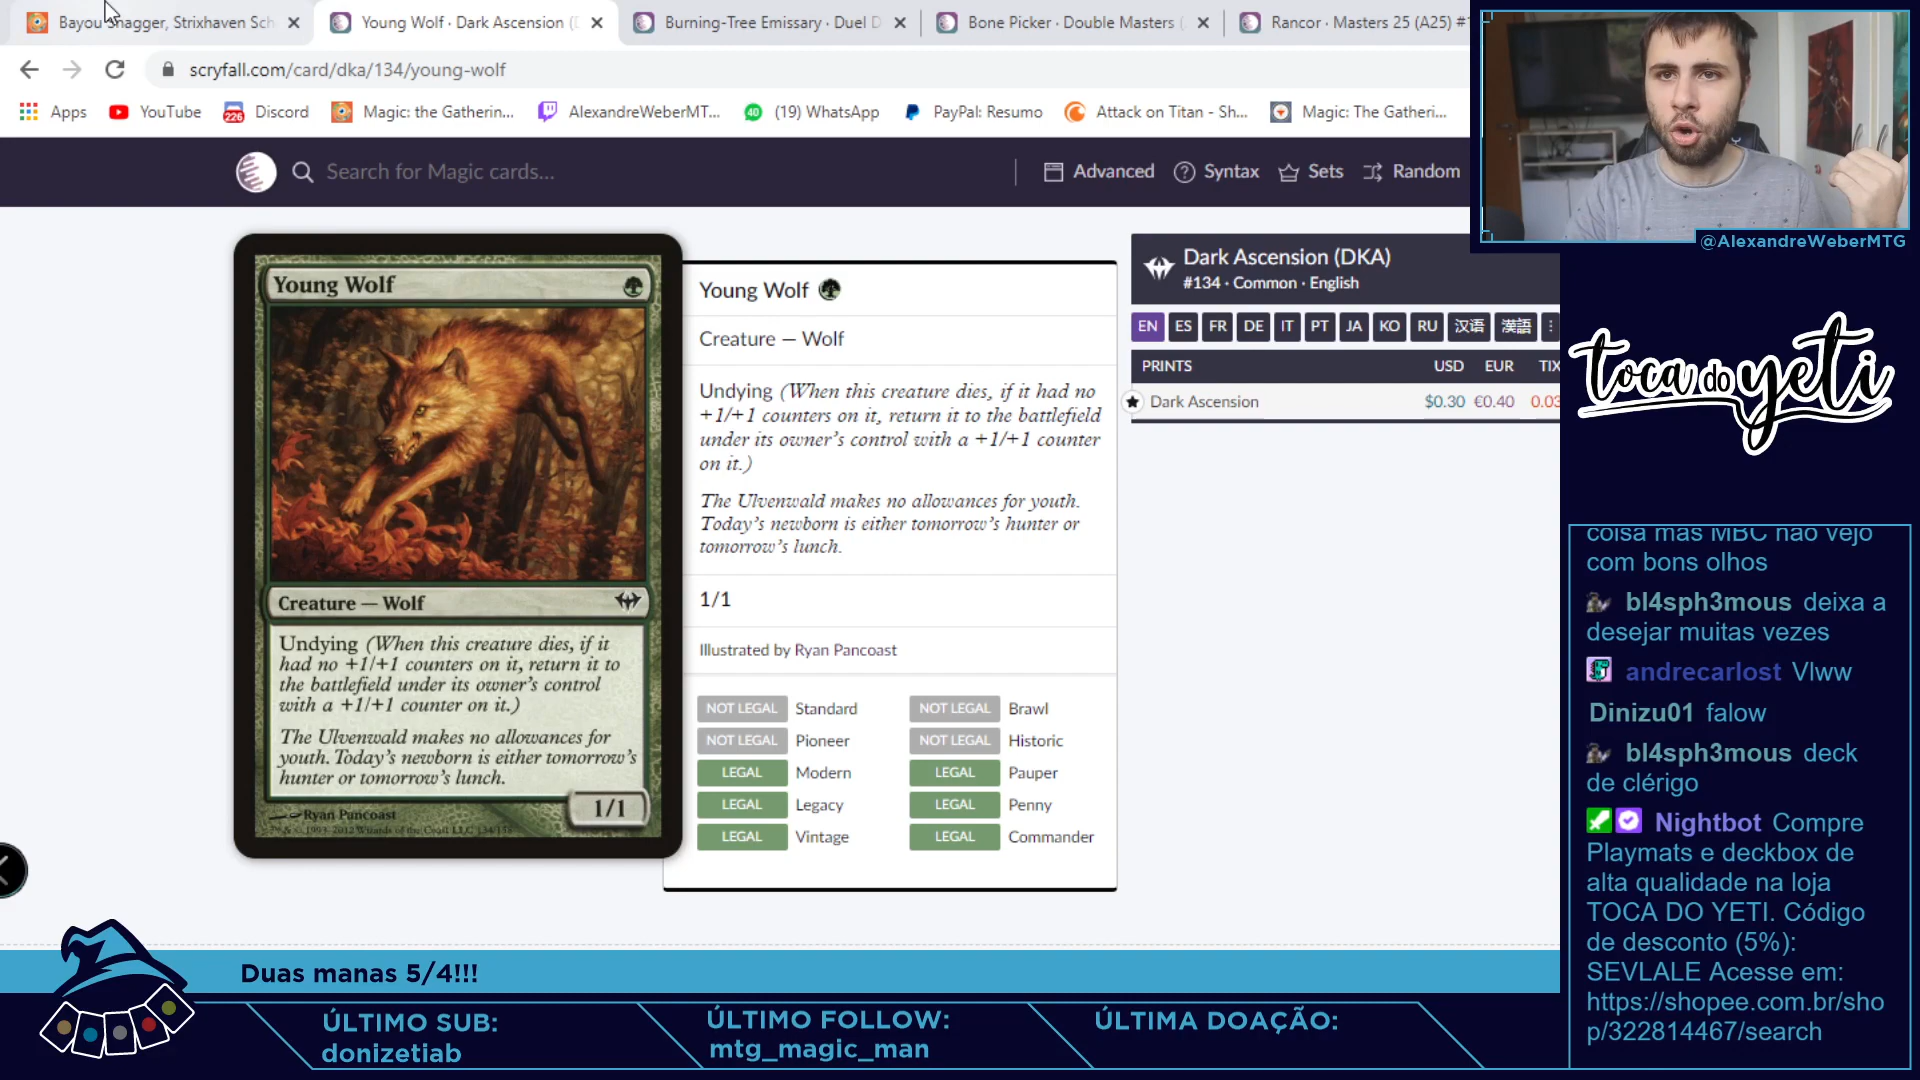 Bayou Shagger, Strixhaven Sch
Young Wolf · Dark Ascension (D
Burning-Tree Emissary · Duel D
Bone Picker · Double Masters (
Rancor · Masters 25 (A25) #1
scryfall.com/card/dka/134/young-wolf
Apps
YouTube
226
Discord
Magic: the Gatherin...
AlexandreWeberMT...
40
(19) WhatsApp
PayPal: Resumo
Attack on Titan - Sh...
Magic: The Gatheri...
Search for Magic cards...
Advanced
Syntax
Sets
Random
@AlexandreWeberMTG
Young Wolf
Creature — Wolf
Undying (When this creature dies, if it
had no +1/+1 counters on it, return it to
the battlefield under its owner's control
with a +1/+1 counter on it.)
The Ulvenwald makes no allowances for
youth. Today's newborn is either tomorrow's
hunter or tomorrow's lunch.
1/1
Ryan Pancoast
Young Wolf
Creature — Wolf
Undying (When this creature dies, if it had no
+1/+1 counters on it, return it to the battlefield
under its owner's control with a +1/+1 counter
on it.)
The Ulvenwald makes no allowances for youth.
Today's newborn is either tomorrow's hunter or
tomorrow's lunch.
1/1
Illustrated by Ryan Pancoast
NOT LEGAL Standard NOT LEGAL Brawl
NOT LEGAL Pioneer NOT LEGAL Historic
LEGAL Modern LEGAL Pauper
LEGAL Legacy LEGAL Penny
LEGAL Vintage LEGAL Commander
Dark Ascension (DKA)
#134 · Common · English
EN ES FR DE IT PT JA KO RU 汉语 漢語
PRINTS USD EUR TIX
Dark Ascension $0.30 €0.40 0.03
toca do yeti
coisa mas MBC não vejo
com bons olhos
bl4sph3mous deixa a
desejar muitas vezes
andrecarlost Vlww
Dinizu01 falow
bl4sph3mous deck
de clérigo
Nightbot Compre
Playmats e deckbox de
alta qualidade na loja
TOCA DO YETI. Código
de desconto (5%):
SEVLALE Acesse em:
https://shopee.com.br/sho
p/322814467/search
Duas manas 5/4!!!
ÚLTIMO SUB:
donizetiab
ÚLTIMO FOLLOW:
mtg_magic_man
ÚLTIMA DOAÇÃO: